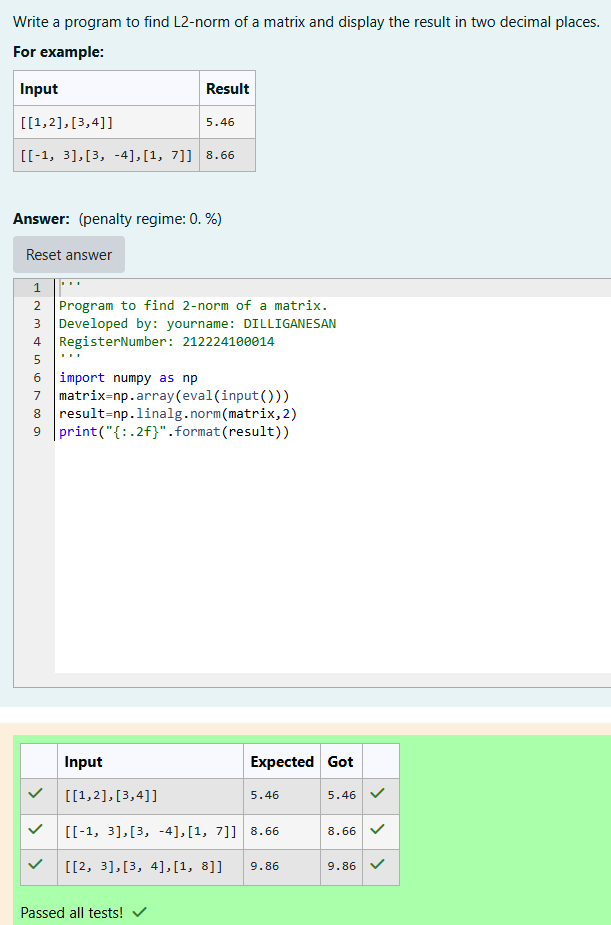 Write a program to find L2-norm of a matrix and display the result in two decimal places.
For example:
Input Result
[[1,2],[3,4]] 5.46
[[-1, 3],[3, -4],[1, 7]] 8.66
Answer: (penalty regime: 0. %)
Reset answer
1 '''
2 Program to find 2-norm of a matrix.
3 Developed by: yourname: DILLIGANESAN
4 RegisterNumber: 212224100014
5 '''
6 import numpy as np
7 matrix=np.array(eval(input()))
8 result=np.linalg.norm(matrix,2)
9 print("{:.2f}".format(result))
Input Expected Got
[[1,2],[3,4]] 5.46 5.46
[[-1, 3],[3, -4],[1, 7]] 8.66 8.66
[[2, 3],[3, 4],[1, 8]] 9.86 9.86
Passed all tests!